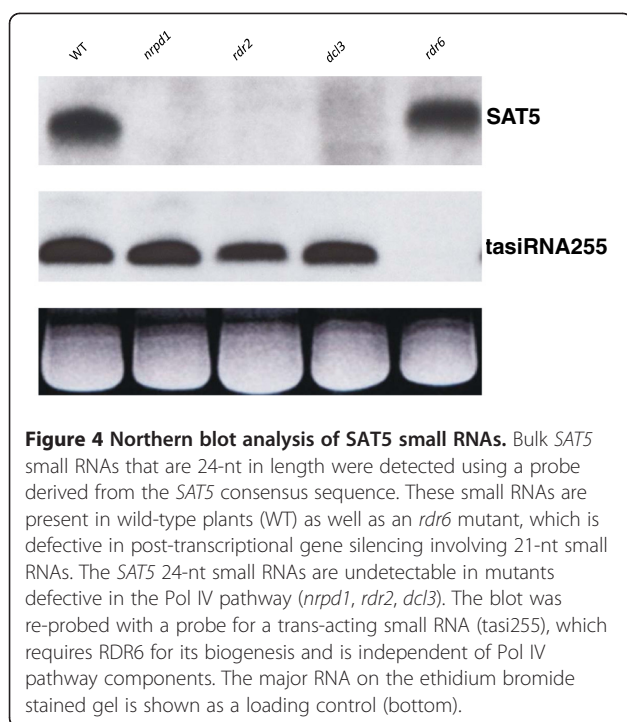 WT nrpd1 rdr2 dcl3 rdr6
SAT5
tasiRNA255
Figure 4 Northern blot analysis of SAT5 small RNAs. Bulk SAT5
small RNAs that are 24-nt in length were detected using a probe
derived from the SAT5 consensus sequence. These small RNAs are
present in wild-type plants (WT) as well as an rdr6 mutant, which is
defective in post-transcriptional gene silencing involving 21-nt small
RNAs. The SAT5 24-nt small RNAs are undetectable in mutants
defective in the Pol IV pathway (nrpd1, rdr2, dcl3). The blot was
re-probed with a probe for a trans-acting small RNA (tasi255), which
requires RDR6 for its biogenesis and is independent of Pol IV
pathway components. The major RNA on the ethidium bromide
stained gel is shown as a loading control (bottom).